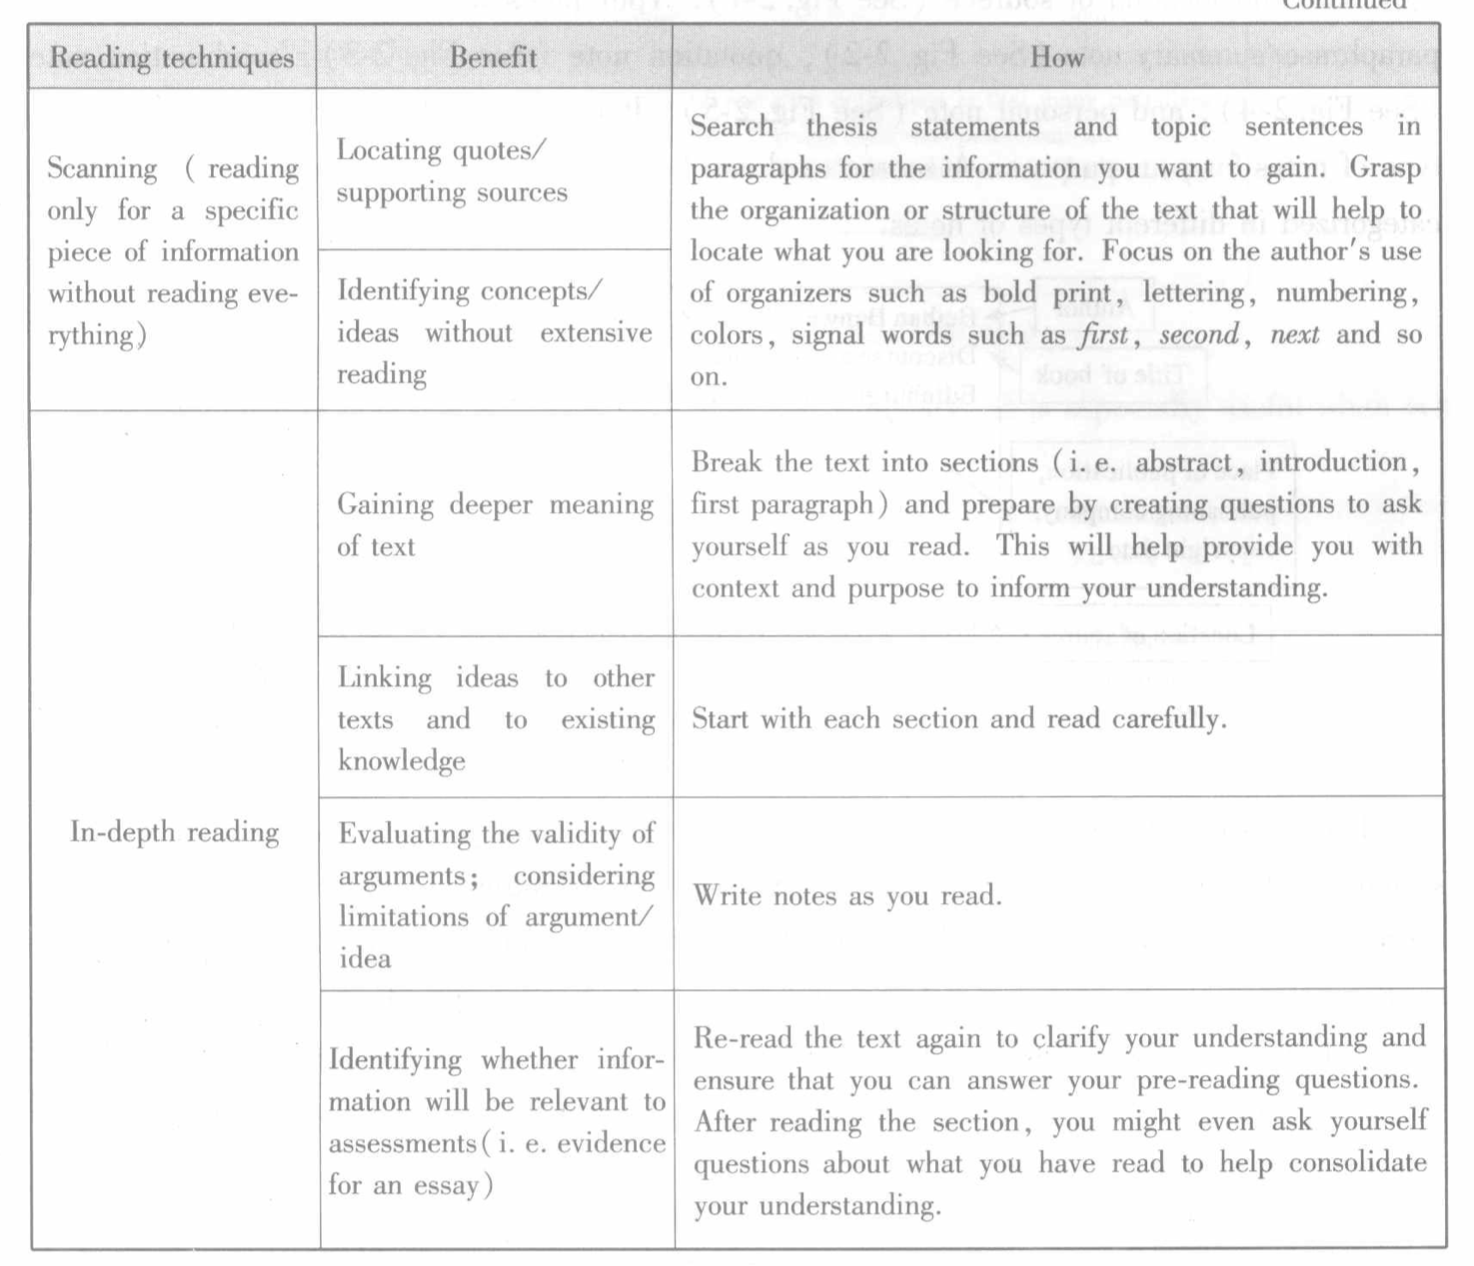 Continued
Reading techniques
Benefit
How
Scanning ( reading
only for a specific
piece of information
without reading eve-
rything)
Locating quotes/
supporting sources
Identifying concepts/
ideas without extensive
reading
Search thesis statements and topic sentences in
paragraphs for the information you want to gain. Grasp
the organization or structure of the text that will help to
locate what you are looking for. Focus on the author's use
of organizers such as bold print, lettering, numbering,
colors, signal words such as first, second, next and so
on.
In-depth reading
Gaining deeper meaning
of text
Break the text into sections (i. e. abstract, introduction,
first paragraph) and prepare by creating questions to ask
yourself as you read. This will help provide you with
context and purpose to inform your understanding.
Linking ideas to other
texts and to existing
knowledge
Start with each section and read carefully.
Evaluating the validity of
arguments; considering
limitations of argument/
idea
Write notes as you read.
Identifying whether infor-
mation will be relevant to
assessments(i. e. evidence
for an essay)
Re-read the text again to clarify your understanding and
ensure that you can answer your pre-reading questions.
After reading the section, you might even ask yourself
questions about what you have read to help consolidate
your understanding.